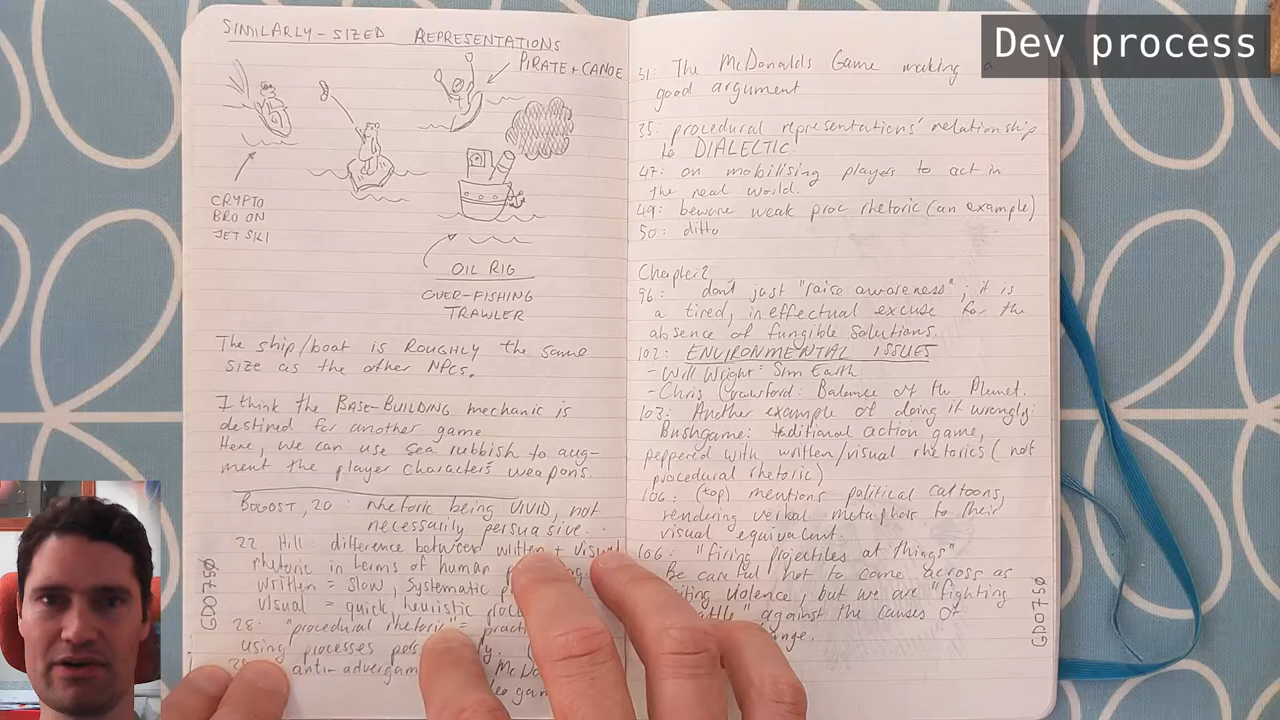 Dev process
SIMILARLY-SIZED REPRESENTATIONS
PIRATE + CANOE
CRYPTO
BRO ON
JET SKI
OIL RIG
OVER-FISHING
TRAWLER
The ship/boat is ROUGHLY the same
size as the other NPCs.
I think the BASE-BUILDING mechanic is
destined for another game.
Here, we can use sea rubbish to aug-
ment the player character's weapons.
BOGOST, 20: rhetoric being VIVID, not
necessarily persuasive.
22 Hill: difference between written + visual
rhetoric in terms of human
written = slow, systematic
visual = quick, heuristic
28: "procedural rhetoric" =
using processes
anti-advergam
GDO750
31: The McDonalds Game making a
good argument
35: procedural representations' relationship
to DIALECTIC!
47: on mobilising players to act in
the real world.
49: beware weak proc rhetoric (an example)
50: ditto
Chapter 2
96: don't just "raise awareness"; it is
a tired, ineffectual excuse for the
absence of fungible solutions.
102: ENVIRONMENTAL ISSUES
- Will Wright: Sim Earth
- Chris Crawford: Balance of the Planet.
103: Another example of doing it wrongly:
Bushgame: traditional action game,
peppered with written/visual rhetorics (not
procedural rhetoric)
106: (top) mentions political cartoons,
rendering verbal metaphors to their
visual equivalent.
106: "firing projectiles at things"
Be careful not to come across as
violence, but we are "fighting
against the causes of
GDO750